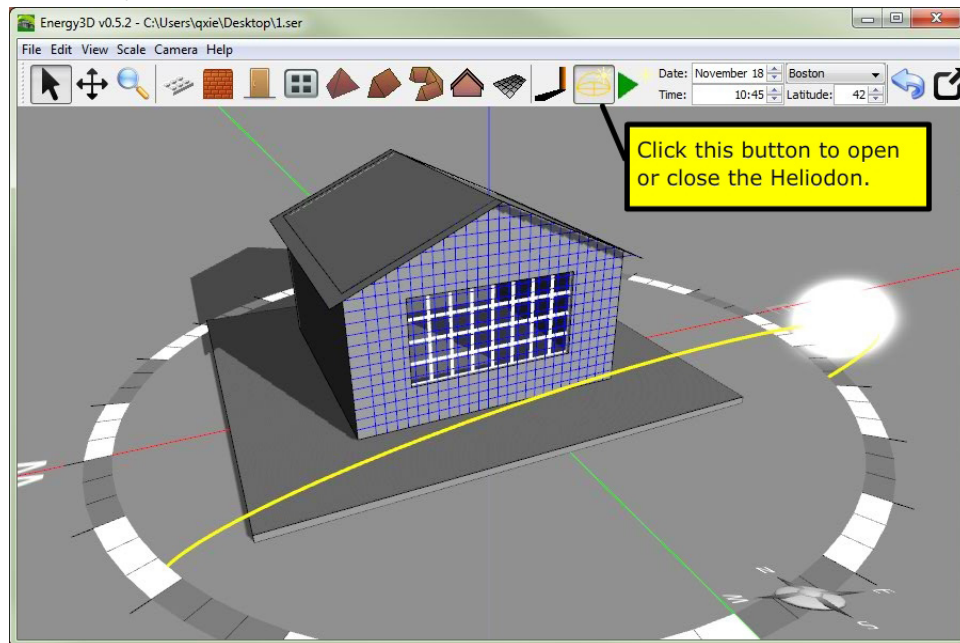 Energy3D v0.5.2 - C:\Users\qxie\Desktop\1.ser
File Edit View Scale Camera Help
Date: November 18 Boston
Time: 10:45 Latitude: 42
Click this button to open
or close the Heliodon.
W
N
E
W
S